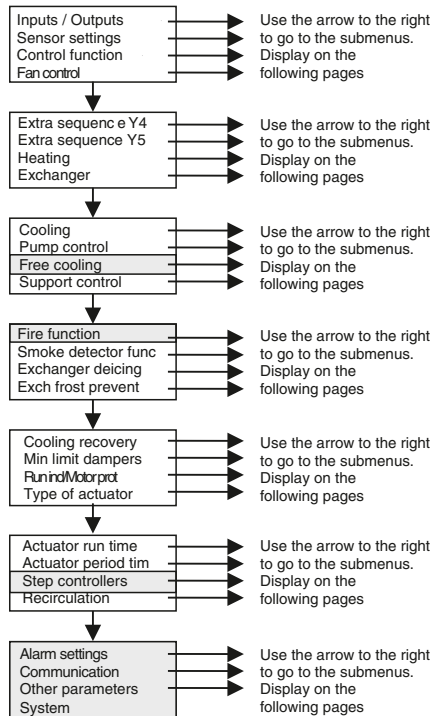 Inputs / Outputs
Sensor settings
Control function
Fan control
Use the arrow to the right
to go to the submenus.
Display on the
following pages
Extra sequenc e Y4
Extra sequence Y5
Heating
Exchanger
Use the arrow to the right
to go to the submenus.
Display on the
following pages
Cooling
Pump control
Free cooling
Support control
Use the arrow to the right
to go to the submenus.
Display on the
following pages
Fire function
Smoke detector func
Exchanger deicing
Exch frost prevent
Use the arrow to the right
to go to the submenus.
Display on the
following pages
Cooling recovery
Min limit dampers
Run ind/Motor prot
Type of actuator
Use the arrow to the right
to go to the submenus.
Display on the
following pages
Actuator run time
Actuator period tim
Step controllers
Recirculation
Use the arrow to the right
to go to the submenus.
Display on the
following pages
Alarm settings
Communication
Other parameters
System
Use the arrow to the right
to go to the submenus.
Display on the
following pages